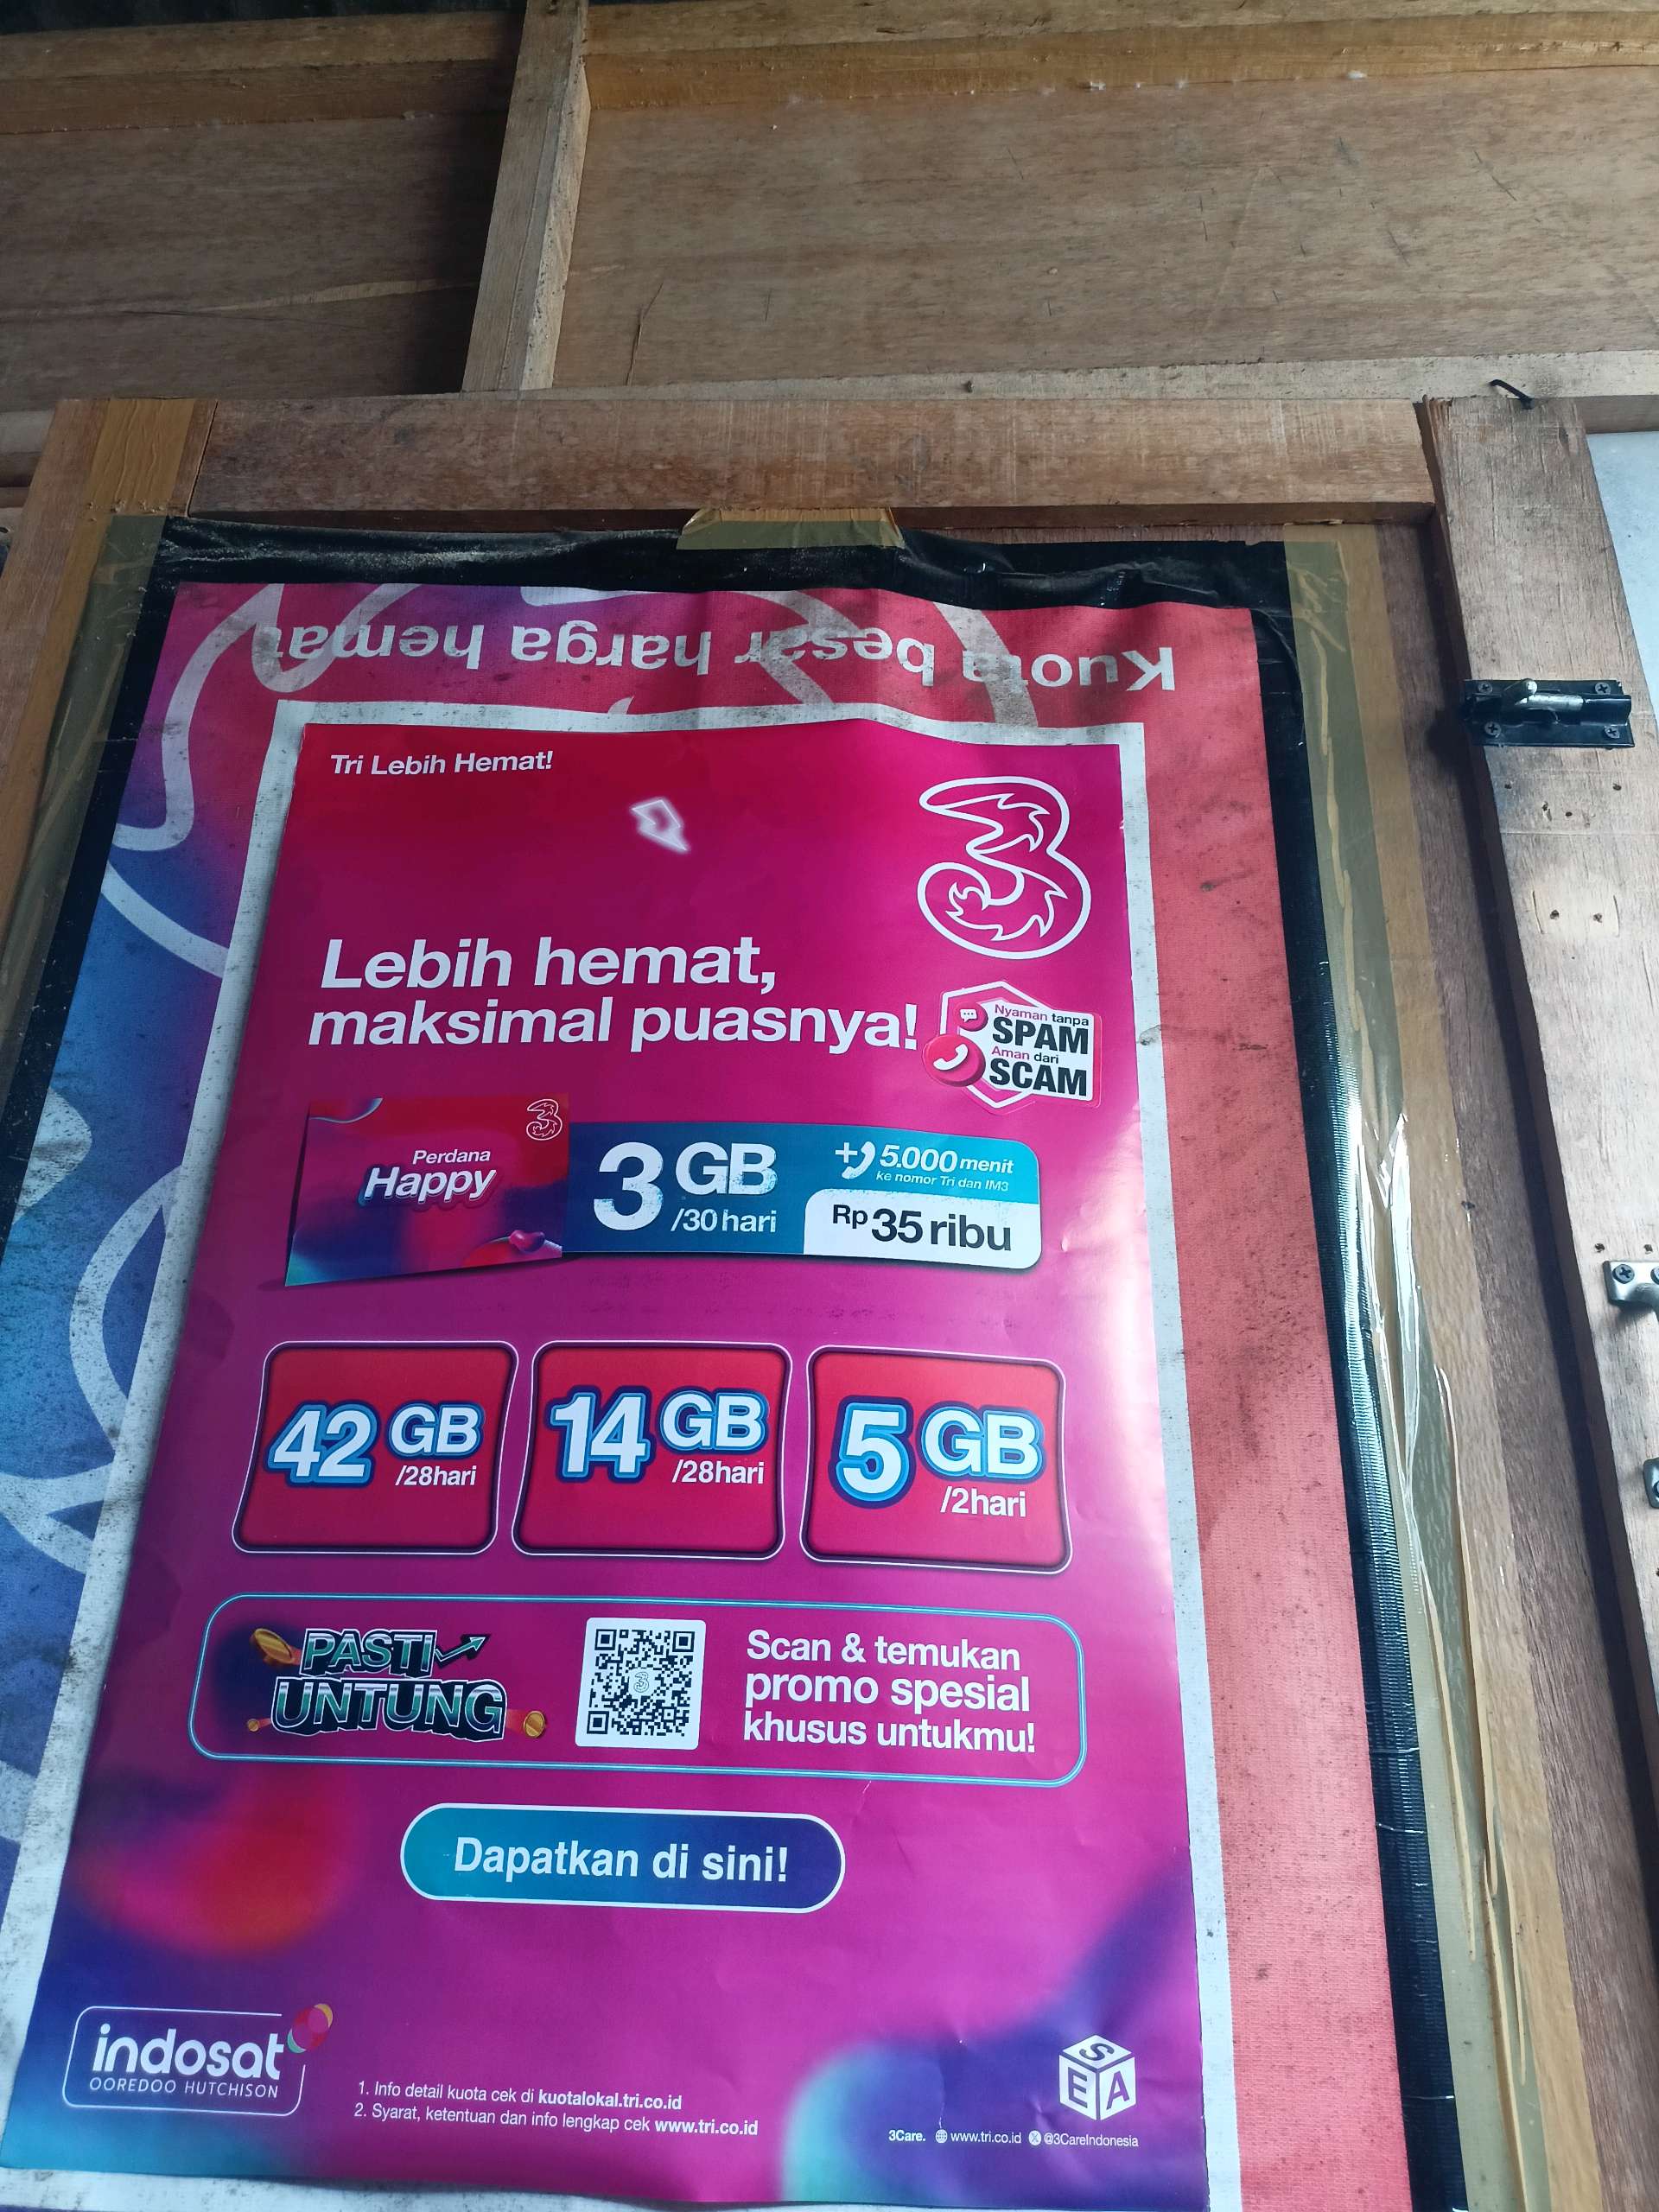 Kuota besar harga hemat
Tri Lebih Hemat!
3
Lebih hemat,
maksimal puasnya!
Nyaman tanpa
SPAM
Aman dari
SCAM
Perdana
Happy
3 GB
/30 hari
+ 5.000 menit
ke nomor Tri dan IM3
Rp 35 ribu
42 GB
/28hari
14 GB
/28hari
5 GB
/2hari
PASTI
UNTUNG
Scan & temukan
promo spesial
khusus untukmu!
Dapatkan di sini!
indosat
OOREDOO HUTCHISON
1. Info detail kuota cek di kuotalokal.tri.co.id
2. Syarat, ketentuan dan info lengkap cek www.tri.co.id
SEA
3Care. www.tri.co.id @3CareIndonesia